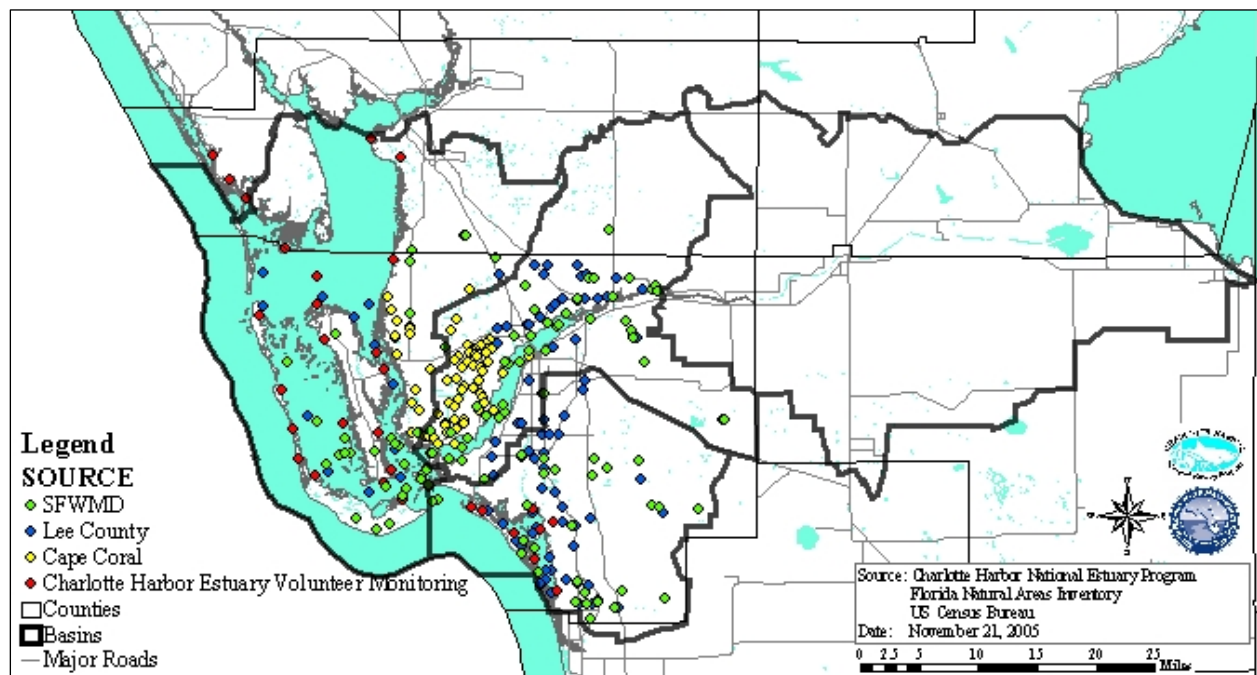 Legend
SOURCE
SFWMD
Lee County
Cape Coral
Charlotte Harbor Estuary Volunteer Monitoring
Counties
Basins
Major Roads
Source: Charlotte Harbor National Estuary Program
Florida Natural Areas Inventory
US Census Bureau
Date: November 21, 2005
0 2.5 5 10 15 20 25
Miles